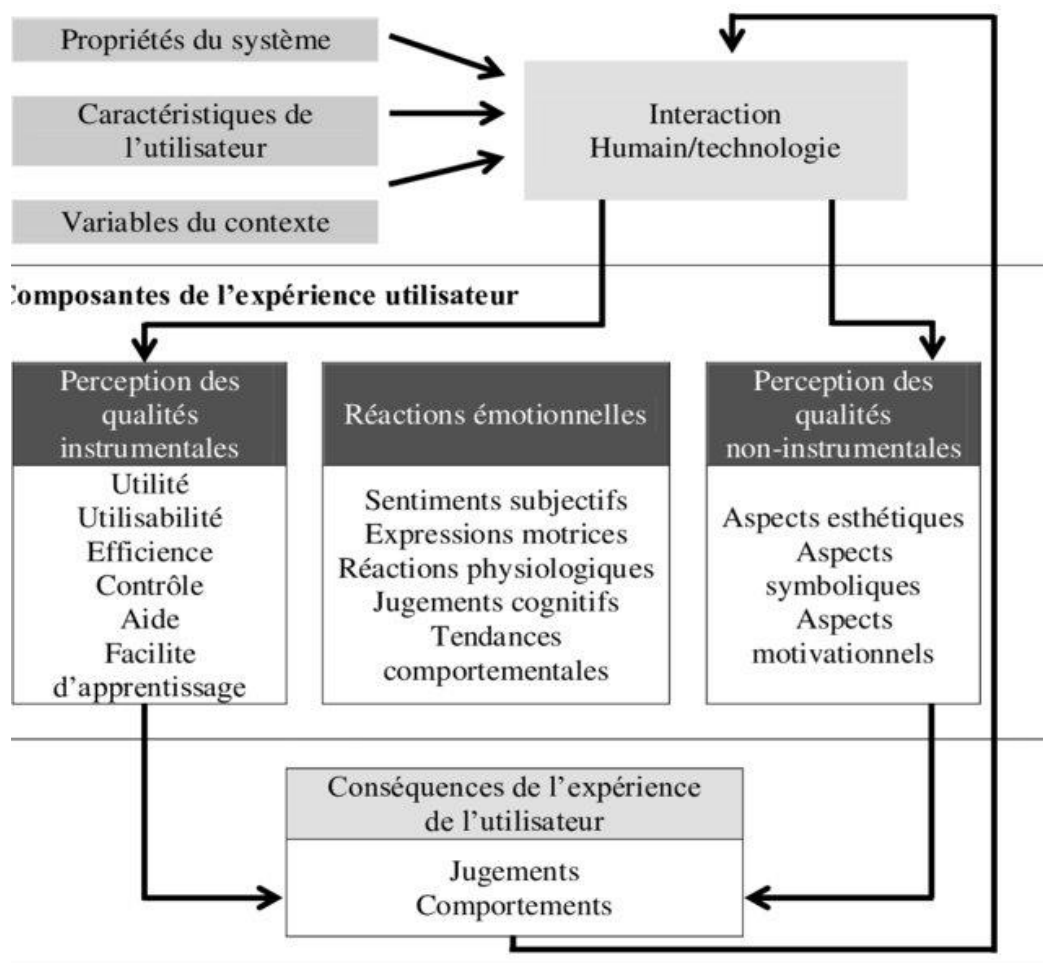 Propriétés du système
Caractéristiques de
l'utilisateur
Variables du contexte
Interaction
Humain/technologie
omposantes de l'expérience utilisateur
Perception des
qualités
instrumentales
Utilité
Utilisabilité
Efficience
Contrôle
Aide
Facilite
d'apprentissage
Réactions émotionnelles
Sentiments subjectifs
Expressions motrices
Réactions physiologiques
Jugements cognitifs
Tendances
comportementales
Perception des
qualités
non-instrumentales
Aspects esthétiques
Aspects
symboliques
Aspects
motivationnels
Conséquences de l'expérience
de l'utilisateur
Jugements
Comportements